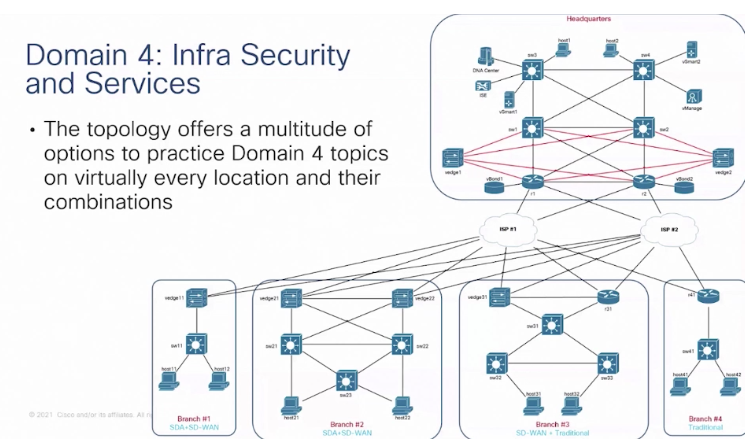 Domain 4: Infra Security
and Services
• The topology offers a multitude of
options to practice Domain 4 topics
on virtually every location and their
combinations
Headquarters
host1
host2
sw3
sw4
DNA Center
vSmart2
ISE
vSmart1
vManage
sw1
sw2
vedge1
vedge2
vBond1
r1
r2
vBond2
ISP #1
ISP #2
vedge11
sw11
host11
host12
Branch #1
SDA+SD-WAN
vedge21
vedge22
sw21
sw22
sw23
host21
host22
Branch #2
SDA+SD-WAN
vedge31
r31
sw31
sw32
sw33
host31
host32
Branch #3
SD-WAN + Traditional
r41
sw41
host41
host42
Branch #4
Traditional
© 2021 Cisco and/or its affiliates. All